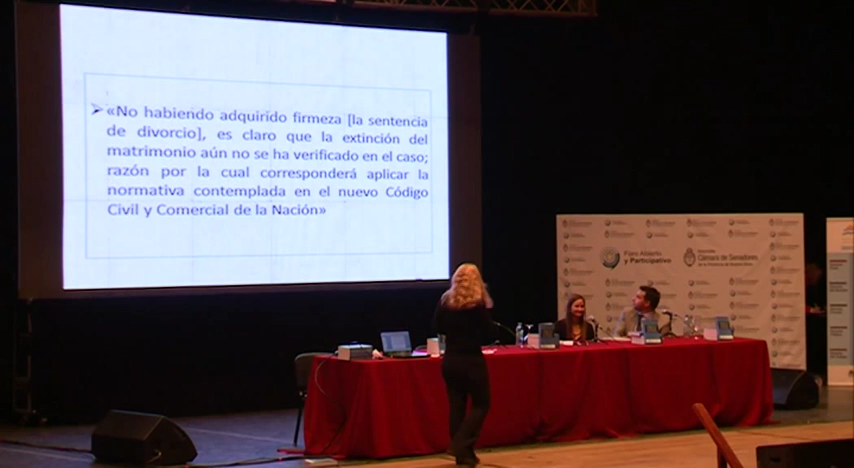 ➢«No habiendo adquirido firmeza [la sentencia
de divorcio], es claro que la extinción del
matrimonio aún no se ha verificado en el caso;
razón por la cual corresponderá aplicar la
normativa contemplada en el nuevo Código
Civil y Comercial de la Nación»
Foro Abierto
y Participativo
Cámara de Senadores